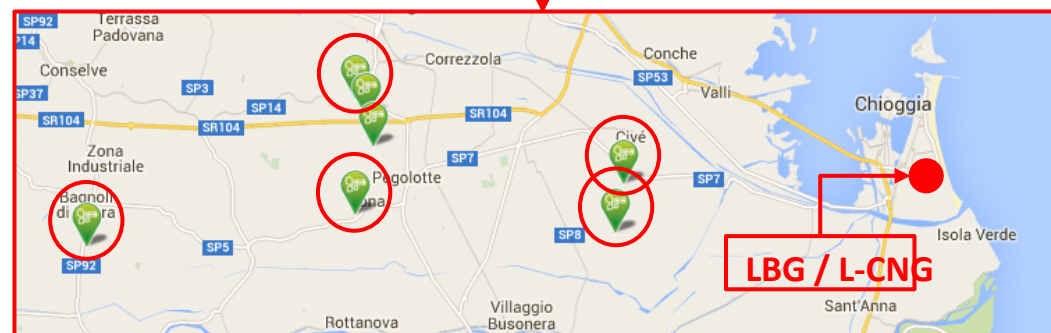 SP92
Terrassa
Padovana
P14
Conselve
Correzzola
Conche
SP53
Valli
SP37
SP3
SP14
SR104
SR104
SR104
Chioggia
Zona
Industriale
Civé
SP7
SP7
Pegolotte
Bagnoli
SP5
SP8
SP92
Isola Verde
LBG / L-CNG
Sant'Anna
Rottanova
Villaggio
Busonera